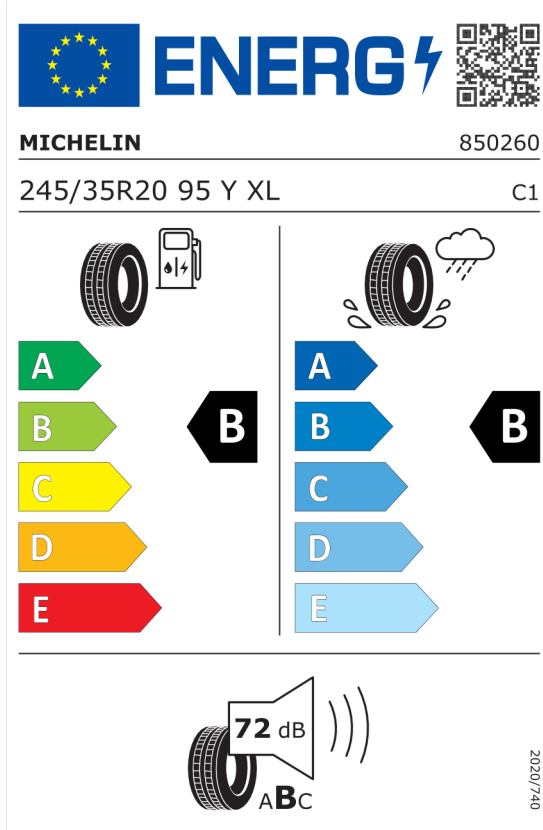 ENERG
MICHELIN 850260
245/35R20 95 Y XL C1
A A
B B B B
C C
D D
E E
72 dB
ABC
2020/740